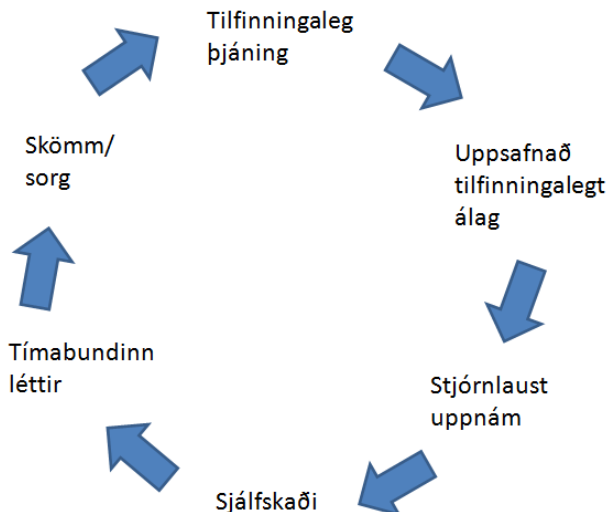 Tilfinningaleg
þjáning
Uppsafnað
tilfinningalegt
álag
Stjórnlaust
uppnám
Sjálfskaði
Tímabundinn
léttir
Skömm/
sorg